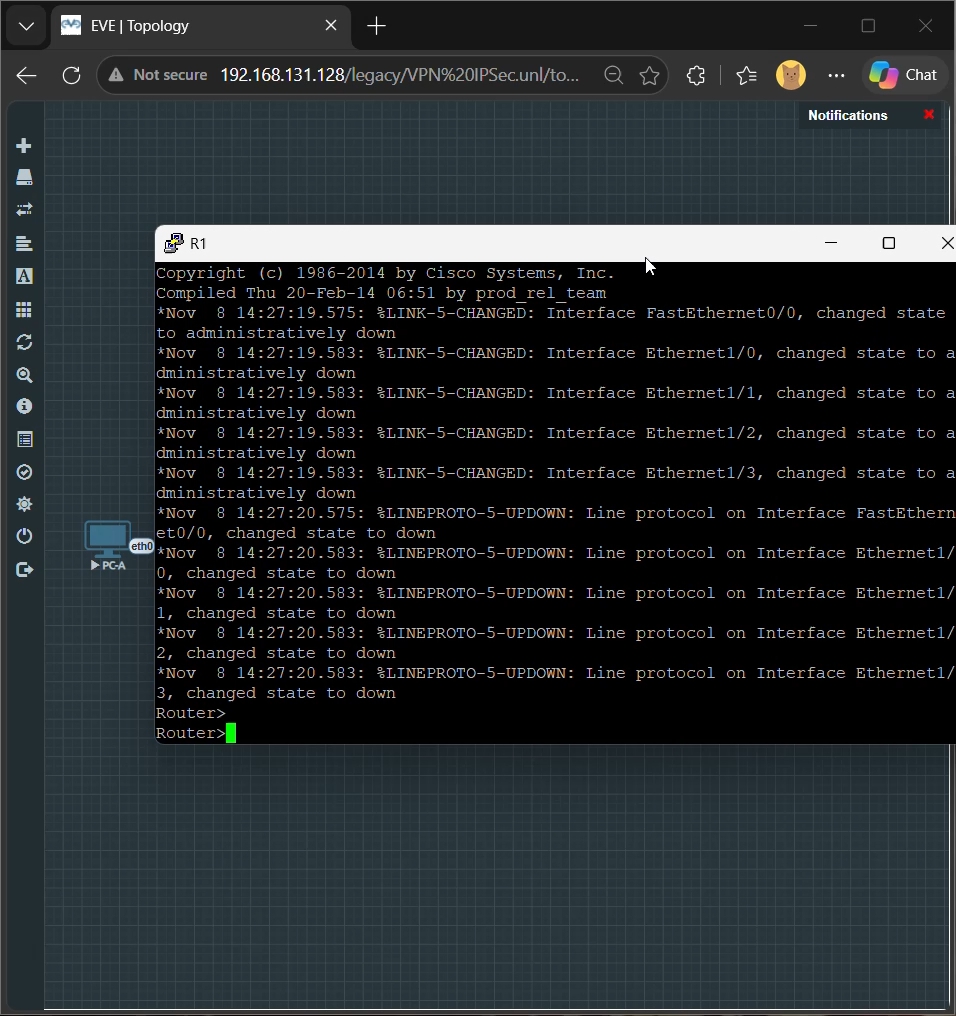 EVE | Topology
Not secure 192.168.131.128/legacy/VPN%20IPSec.unl/to...
Chat
Notifications
R1
Copyright (c) 1986-2014 by Cisco Systems, Inc.
Compiled Thu 20-Feb-14 06:51 by prod_rel_team
*Nov  8 14:27:19.575: %LINK-5-CHANGED: Interface FastEthernet0/0, changed state
to administratively down
*Nov  8 14:27:19.583: %LINK-5-CHANGED: Interface Ethernet1/0, changed state to a
dministratively down
*Nov  8 14:27:19.583: %LINK-5-CHANGED: Interface Ethernet1/1, changed state to a
dministratively down
*Nov  8 14:27:19.583: %LINK-5-CHANGED: Interface Ethernet1/2, changed state to a
dministratively down
*Nov  8 14:27:19.583: %LINK-5-CHANGED: Interface Ethernet1/3, changed state to a
dministratively down
*Nov  8 14:27:20.575: %LINEPROTO-5-UPDOWN: Line protocol on Interface FastEthern
et0/0, changed state to down
*Nov  8 14:27:20.583: %LINEPROTO-5-UPDOWN: Line protocol on Interface Ethernet1/
0, changed state to down
*Nov  8 14:27:20.583: %LINEPROTO-5-UPDOWN: Line protocol on Interface Ethernet1/
1, changed state to down
*Nov  8 14:27:20.583: %LINEPROTO-5-UPDOWN: Line protocol on Interface Ethernet1/
2, changed state to down
*Nov  8 14:27:20.583: %LINEPROTO-5-UPDOWN: Line protocol on Interface Ethernet1/
3, changed state to down
Router>
Router>
eth0
PC-A